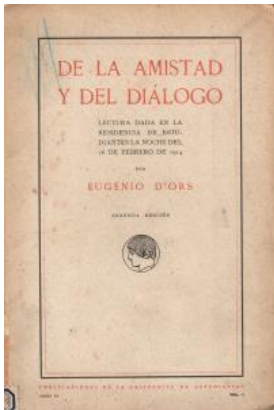 DE LA AMISTAD
Y DEL DIÁLOGO
LECTURA DADA EN LA
RESIDENCIA DE ESTU-
DIANTES LA NOCHE DEL
16 DE FEBRERO DE 1914
POR
EUGENIO D'ORS
SEGUNDA EDICIÓN
PUBLICACIONES DE LA RESIDENCIA DE ESTUDIANTES